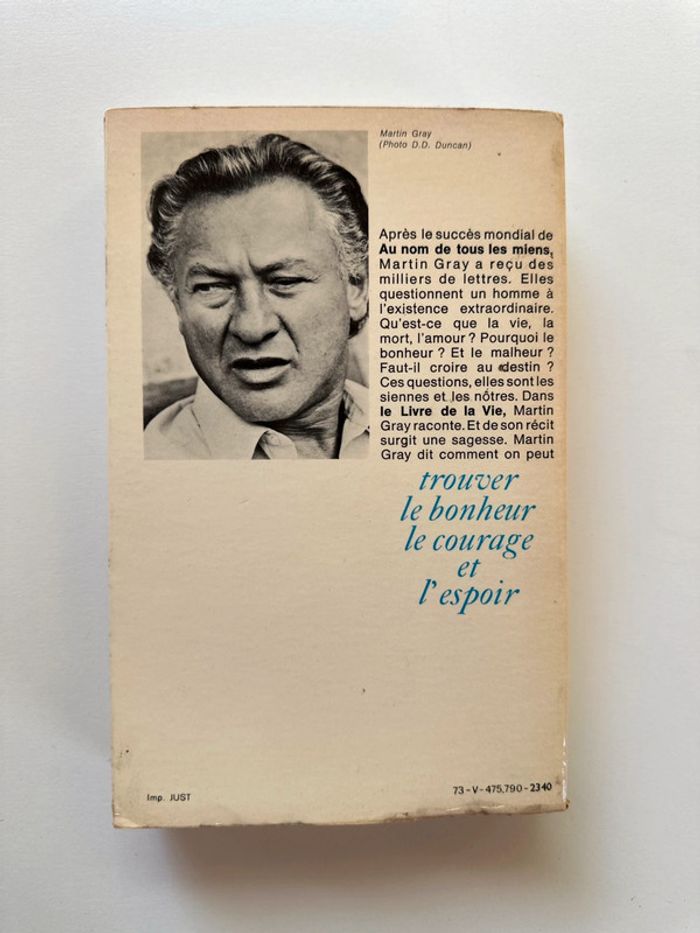 Martin Gray
(Photo D.D. Duncan)
Après le succès mondial de
Au nom de tous les miens,
Martin Gray a reçu des
milliers de lettres. Elles
questionnent un homme à
l'existence extraordinaire.
Qu'est-ce que la vie, la
mort, l'amour ? Pourquoi le
bonheur ? Et le malheur ?
Faut-il croire au destin ?
Ces questions, elles sont les
siennes et les nôtres. Dans
le Livre de la Vie, Martin
Gray raconte. Et de son récit
surgit une sagesse. Martin
Gray dit comment on peut
trouver
le bonheur
le courage
et
l'espoir
Imp. JUST
73-V-475.790-2340